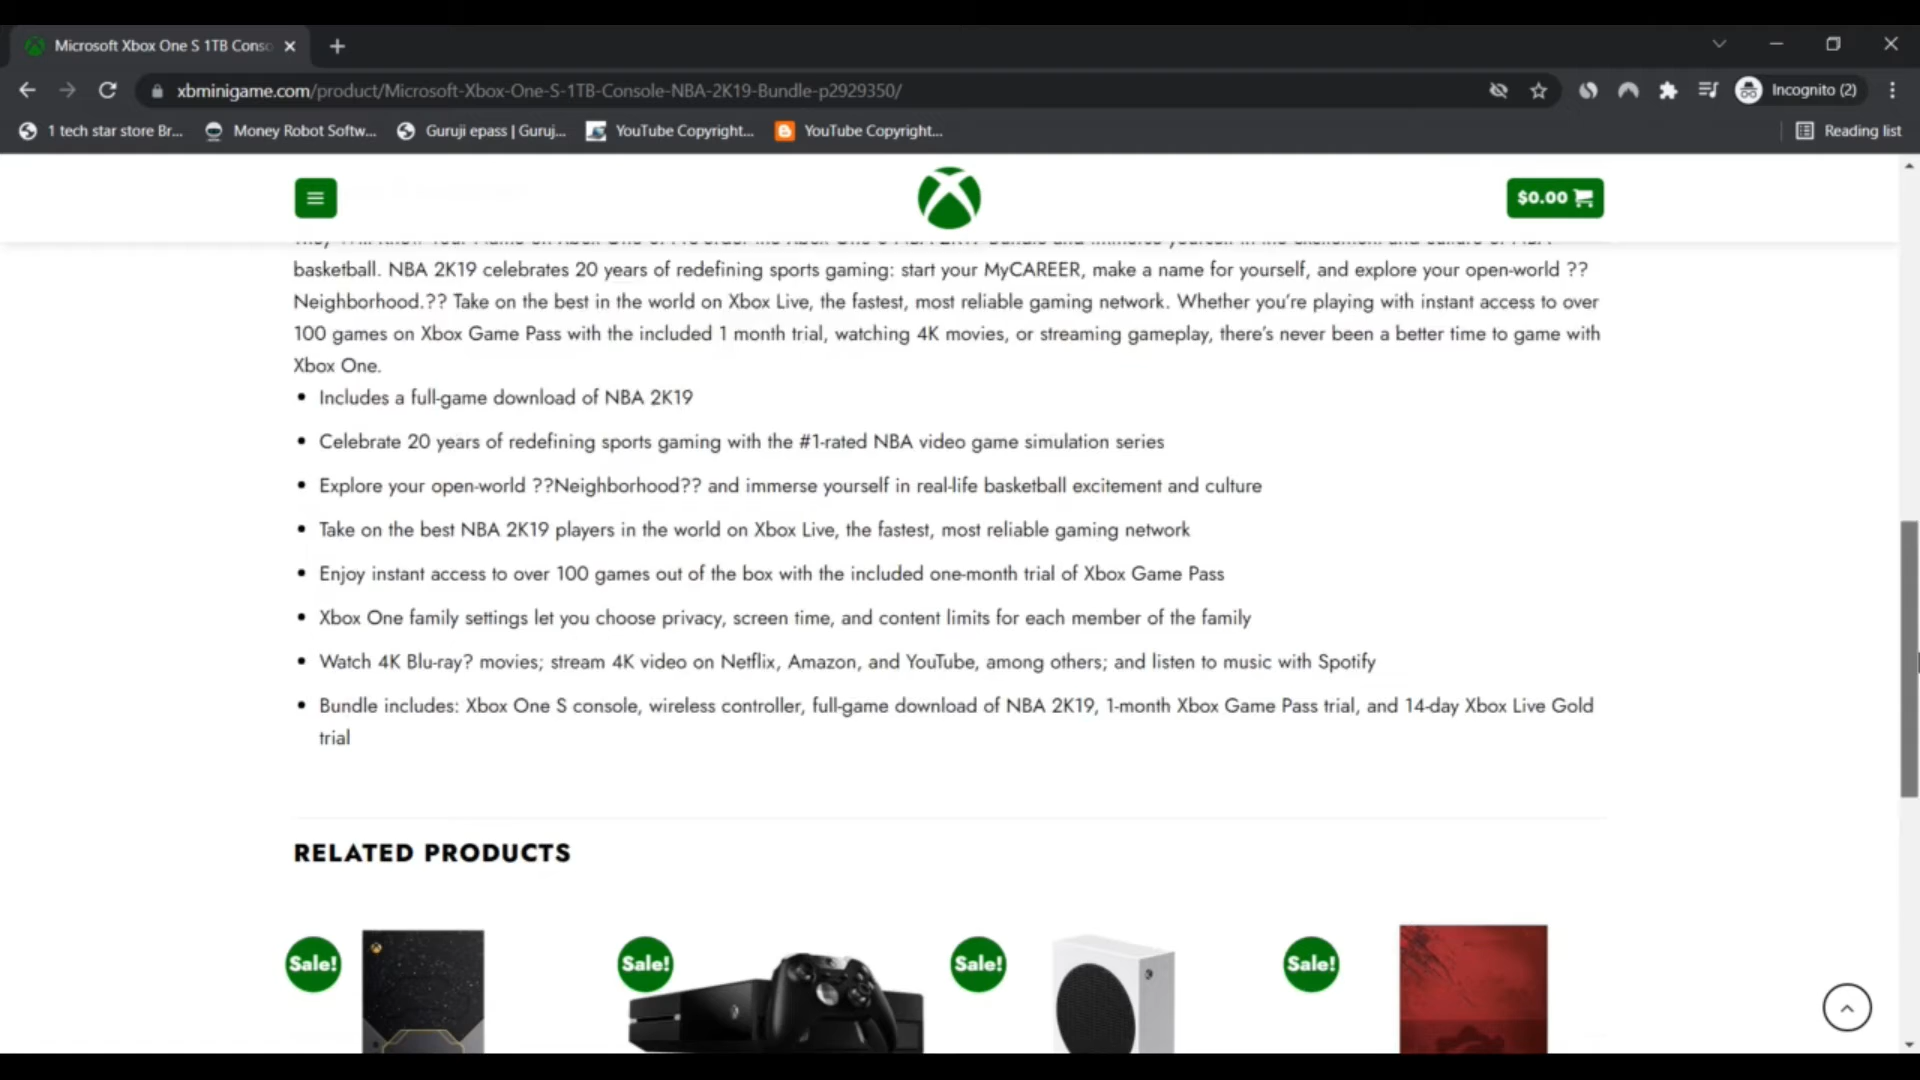 Microsoft Xbox One S 1TB Conso
xbminigame.com/product/Microsoft-Xbox-One-S-1TB-Console-NBA-2K19-Bundle-p2929350/
Incognito (2)
1 tech star store Br...
Money Robot Softw...
Guruji epass | Guruj...
YouTube Copyright...
YouTube Copyright...
Reading list
$0.00
basketball. NBA 2K19 celebrates 20 years of redefining sports gaming: start your MyCAREER, make a name for yourself, and explore your open-world ??
Neighborhood.?? Take on the best in the world on Xbox Live, the fastest, most reliable gaming network. Whether you're playing with instant access to over
100 games on Xbox Game Pass with the included 1 month trial, watching 4K movies, or streaming gameplay, there's never been a better time to game with
Xbox One.
• Includes a full-game download of NBA 2K19
• Celebrate 20 years of redefining sports gaming with the #1-rated NBA video game simulation series
• Explore your open-world ??Neighborhood?? and immerse yourself in real-life basketball excitement and culture
• Take on the best NBA 2K19 players in the world on Xbox Live, the fastest, most reliable gaming network
• Enjoy instant access to over 100 games out of the box with the included one-month trial of Xbox Game Pass
• Xbox One family settings let you choose privacy, screen time, and content limits for each member of the family
• Watch 4K Blu-ray? movies; stream 4K video on Netflix, Amazon, and YouTube, among others; and listen to music with Spotify
• Bundle includes: Xbox One S console, wireless controller, full-game download of NBA 2K19, 1-month Xbox Game Pass trial, and 14-day Xbox Live Gold
trial
RELATED PRODUCTS
Sale!
Sale!
Sale!
Sale!